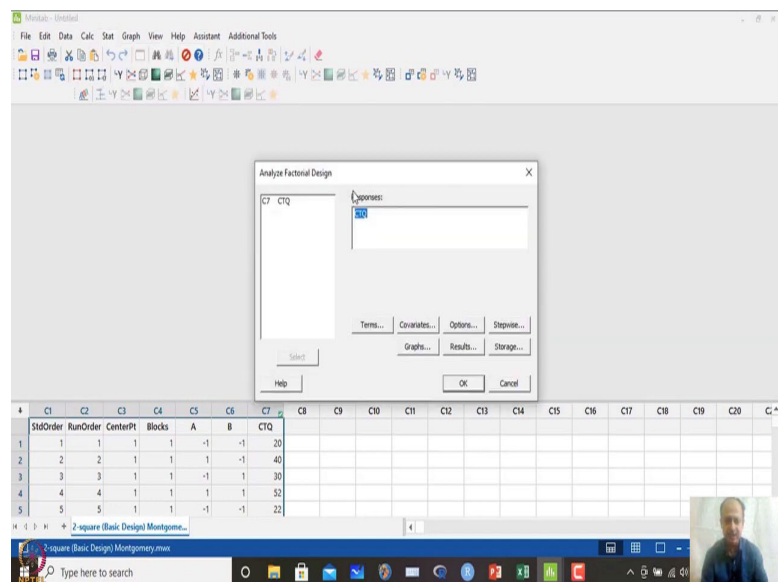 Minitab - Untitled
File Edit Data Calc Stat Graph View Help Assistant Additional Tools
Analyze Factorial Design
C7 CTQ
Responses:
CTQ
Terms... Covariates... Options... Stepwise...
Graphs... Results... Storage...
Select
Help OK Cancel
C1 C2 C3 C4 C5 C6 C7 C8 C9 C10 C11 C12 C13 C14 C15 C16 C17 C18 C19 C20
StdOrder RunOrder CenterPt Blocks A B CTQ
1 1 1 1 1 -1 -1 20
2 2 2 1 1 1 -1 40
3 3 3 1 1 -1 1 30
4 4 4 1 1 1 1 52
5 5 5 1 1 -1 -1 22
2-square (Basic Design) Montgome...
2-square (Basic Design) Montgomery.mwx
Type here to search
NPTEL